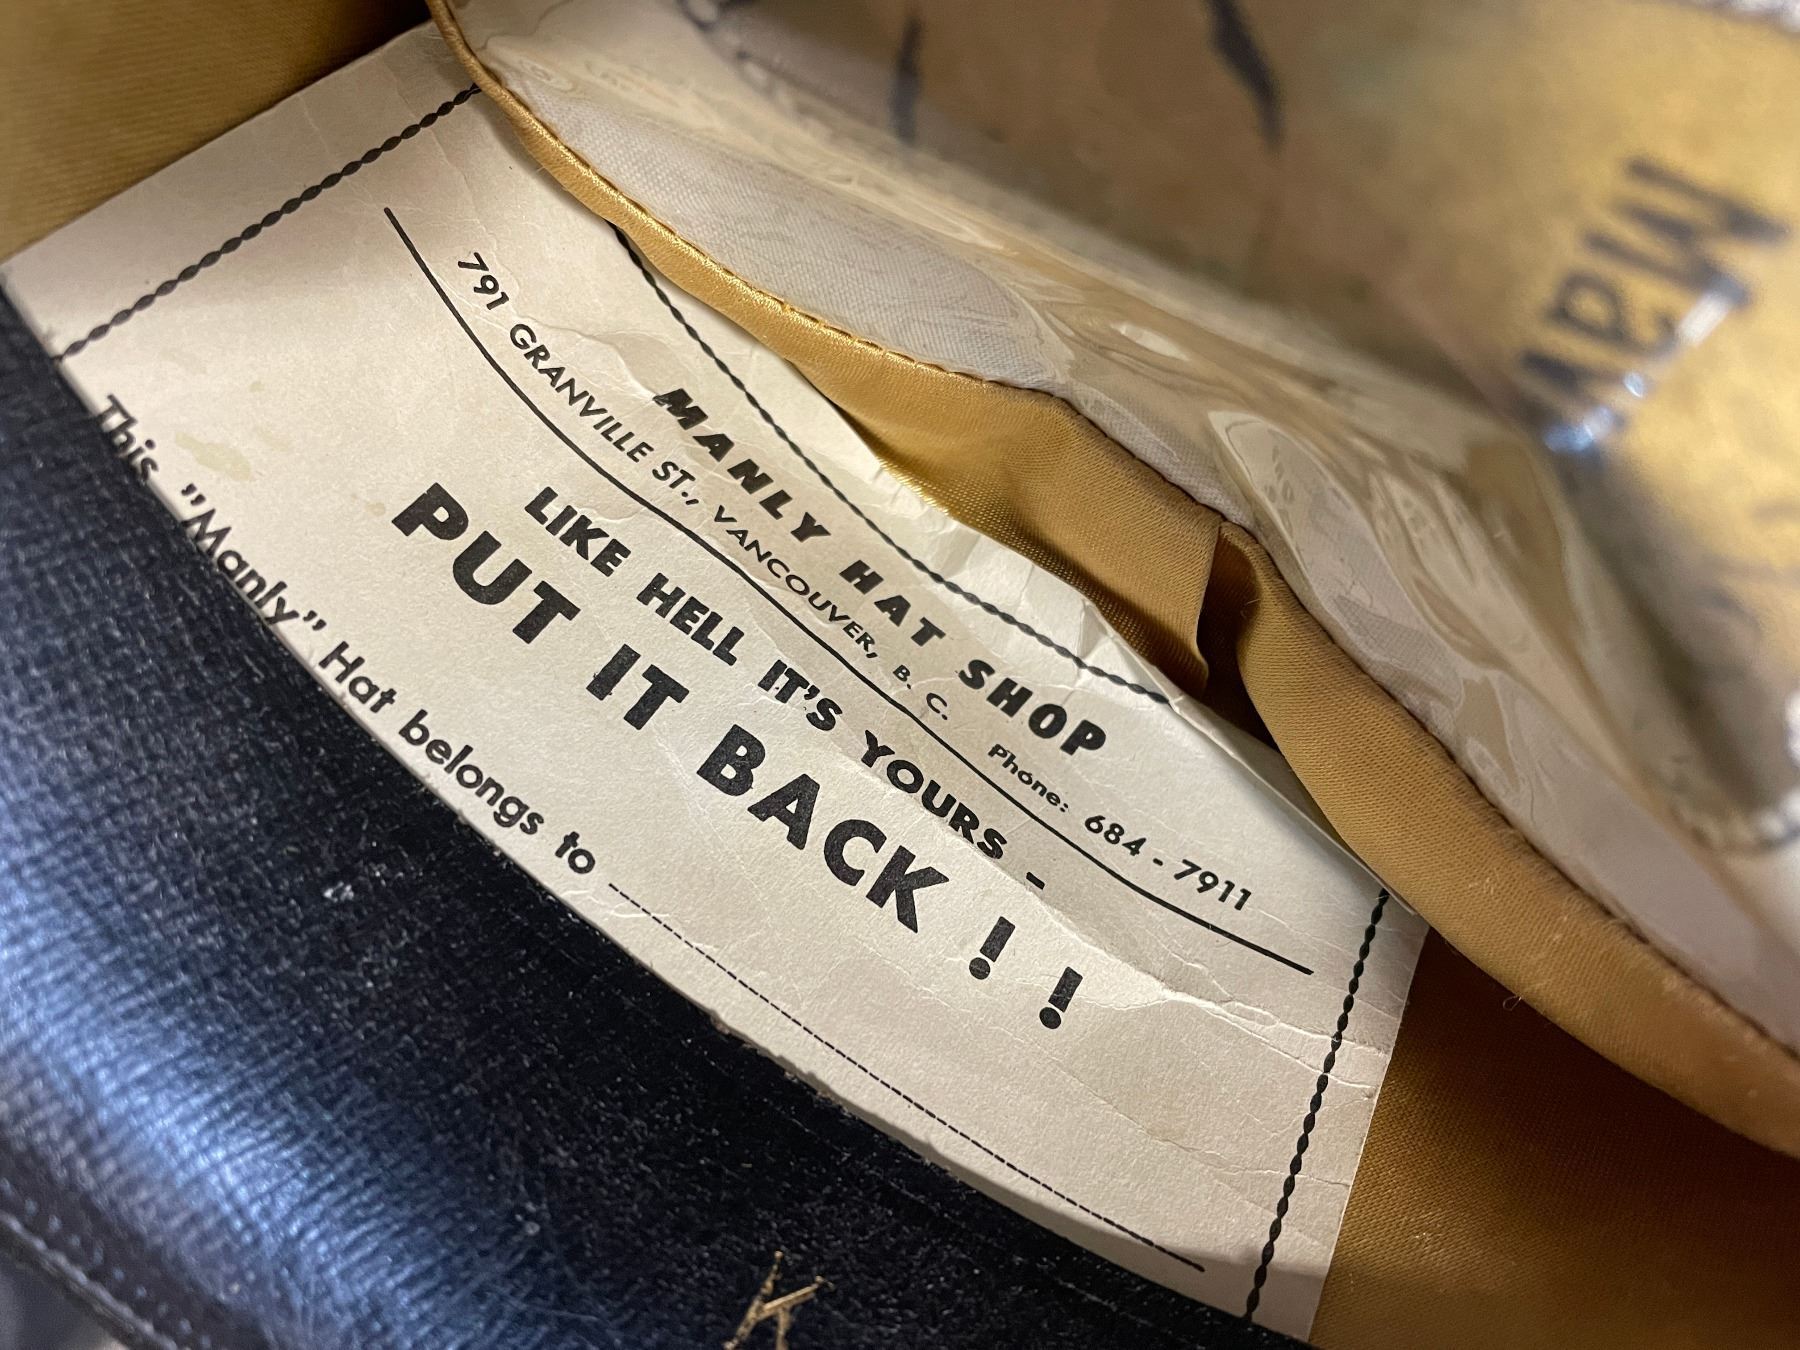 MANLY HAT SHOP
791 GRANVILLE ST., VANCOUVER, B. C. Phone: 684-7911
LIKE HELL IT'S YOURS -
PUT IT BACK ! !
This "Manly" Hat belongs to
K